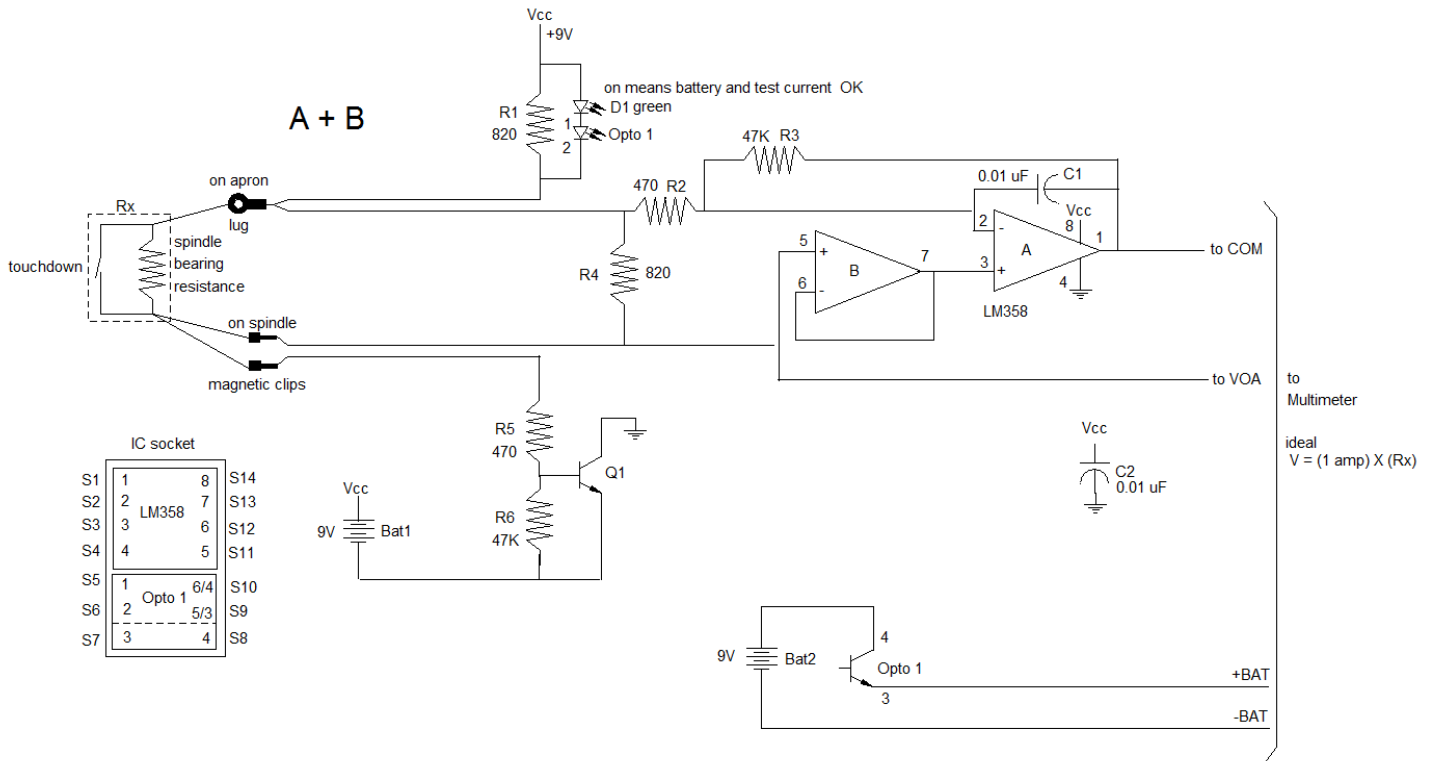 Vcc
+9V
on means battery and test current OK
A + B
R1
820
D1 green
1
Opto 1
2
47K R3
on apron
470 R2
0.01 uF
C1
Rx
lug
Vcc
8
2
-
1
A
3
+
4
LM358
to COM
touchdown
spindle
bearing
resistance
R4
820
5
+
B
7
6
-
on spindle
magnetic clips
to VOA
to
Multimeter
ideal
V = (1 amp) X (Rx)
R5
470
Q1
R6
47K
Vcc
9V
Bat1
Vcc
C2
0.01 uF
IC socket
S1
1
8
S14
S2
2
LM358
7
S13
S3
3
6
S12
S4
4
5
S11
S5
1
6/4
S10
Opto 1
S6
2
5/3
S9
S7
3
4
S8
9V
Bat2
4
Opto 1
3
+BAT
-BAT